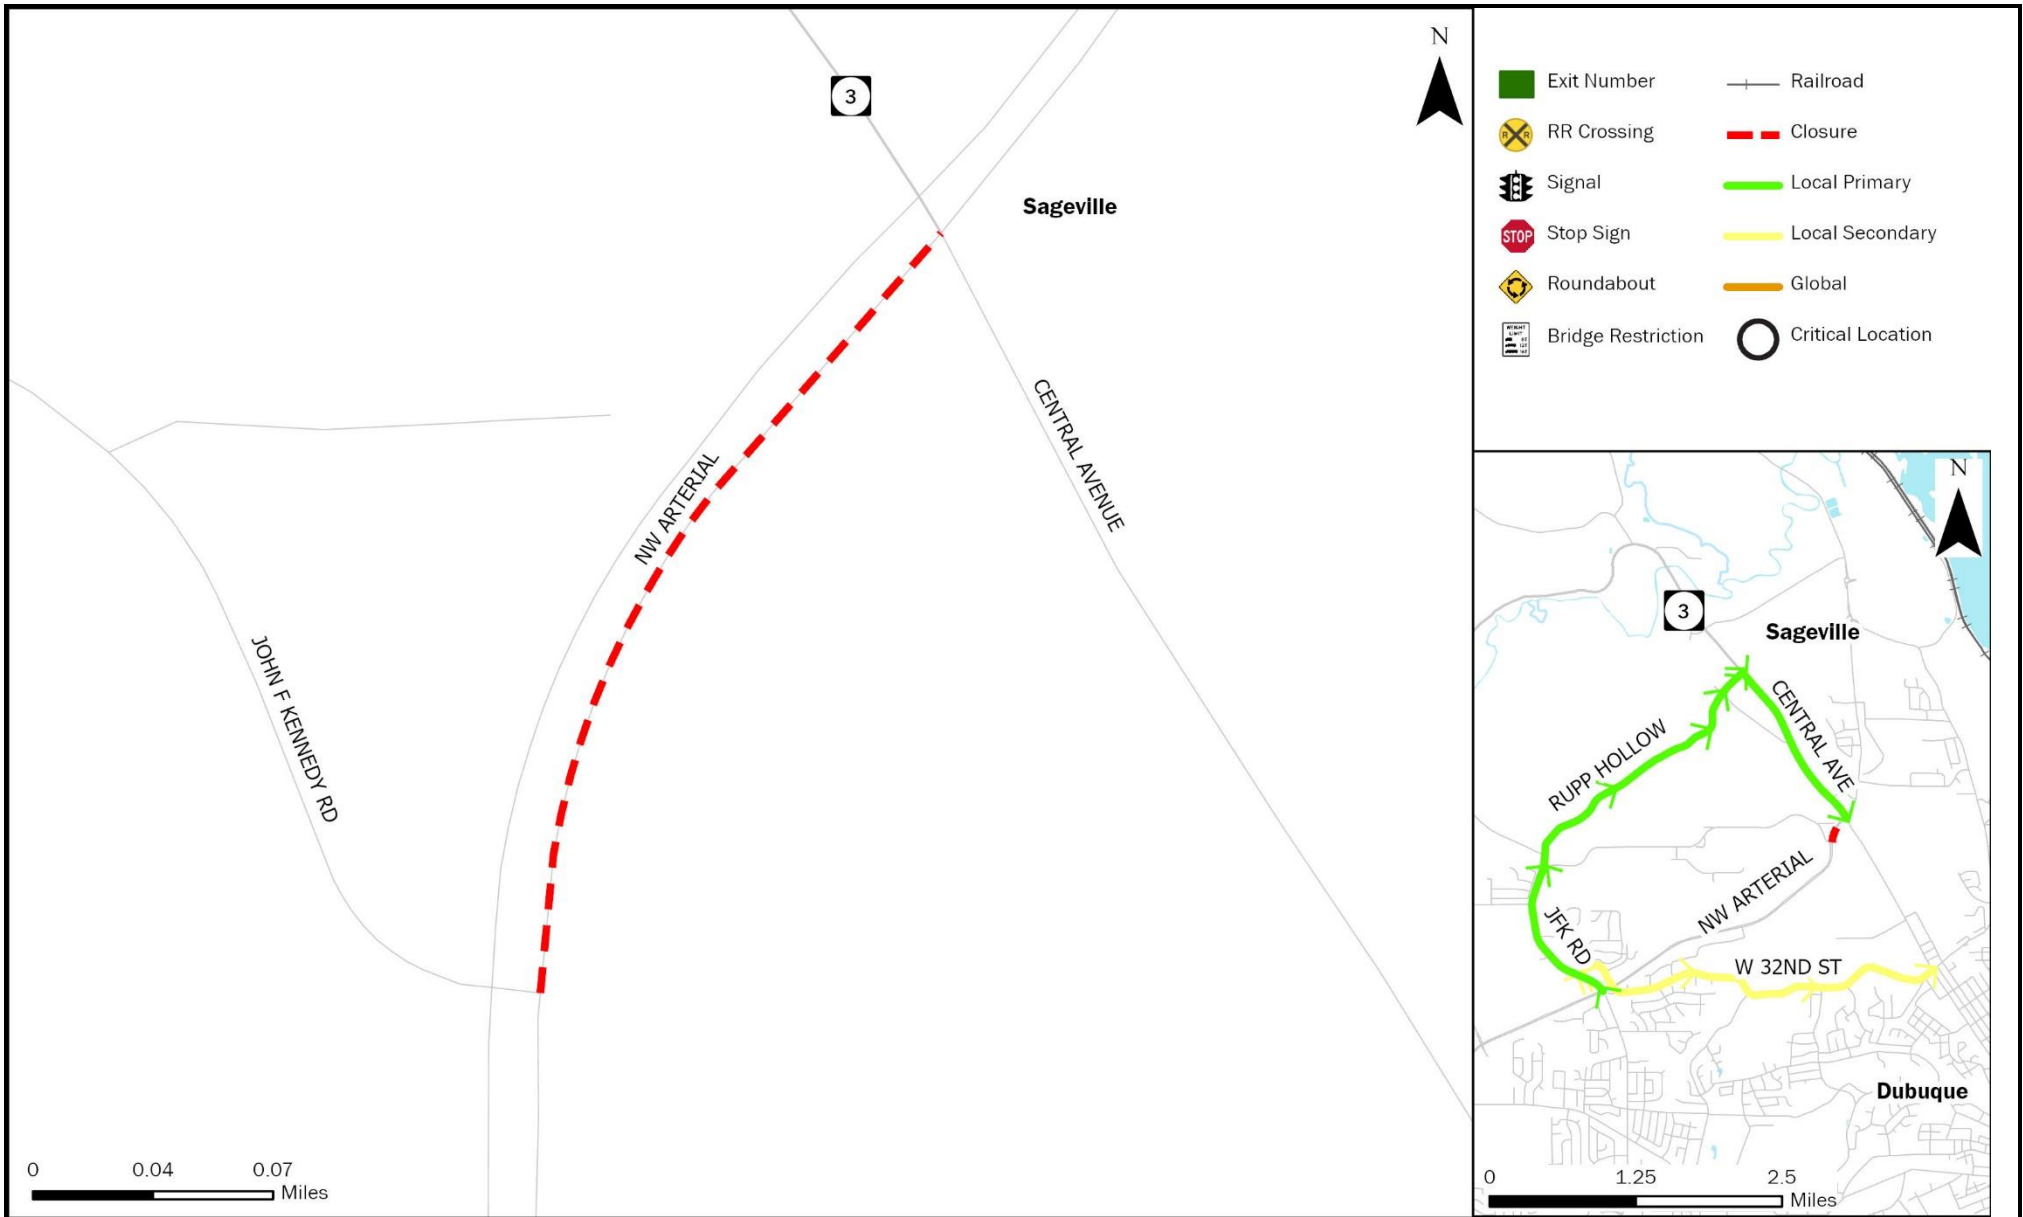 3
Sageville
N
NW ARTERIAL
CENTRAL AVENUE
JOHN F KENNEDY RD
0 0.04 0.07
Miles
Exit Number
RR Crossing
Signal
STOP
Stop Sign
Roundabout
WEIGHT
LIMIT
Bridge Restriction
Railroad
Closure
Local Primary
Local Secondary
Global
Critical Location
N
3
Sageville
CENTRAL AVE
RUPP HOLLOW
NW ARTERIAL
JFK RD
W 32ND ST
Dubuque
0 1.25 2.5
Miles